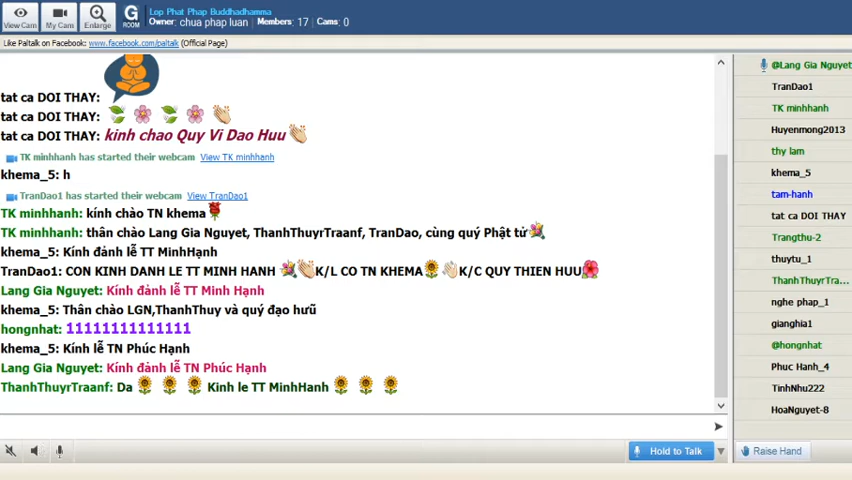 View Cam
My Cam
Enlarge
G
ROOM
Lop Phat Phap Buddhadhamma
Owner: chua phap luan Members: 17 Cams: 0
Like Paltalk on Facebook: www.facebook.com/paltalk (Official Page)
tat ca DOI THAY:
tat ca DOI THAY:
tat ca DOI THAY: kinh chao Quy Vi Dao Huu
TK minhhanh has started their webcam View TK minhhanh
khema_5: h
TranDao1 has started their webcam View TranDao1
TK minhhanh: kính chào TN khema
TK minhhanh: thân chào Lang Gia Nguyet, ThanhThuyrTraanf, TranDao, cùng quý Phật tử
khema_5: Kính đảnh lễ TT MinHạnh
TranDao1: CON KINH DANH LE TT MINH HANH K/L CO TN KHEMA K/C QUY THIEN HUU
Lang Gia Nguyet: Kính đảnh lễ TT Minh Hạnh
khema_5: Thân chào LGN,ThanhThuy và quý đạo hưũ
hongnhat: 11111111111111
khema_5: Kính lễ TN Phúc Hạnh
Lang Gia Nguyet: Kính đảnh lễ TN Phúc Hạnh
ThanhThuyrTraanf: Da Kinh le TT MinhHanh
Hold to Talk
@Lang Gia Nguyet
TranDao1
TK minhhanh
Huyenmong2013
thy lam
khema_5
tam-hanh
tat ca DOI THAY
Trangthu-2
thuytu_1
ThanhThuyrTra...
nghe phap_1
gianghia1
@hongnhat
Phuc Hanh_4
TinhNhu222
HoaNguyet-8
Raise Hand